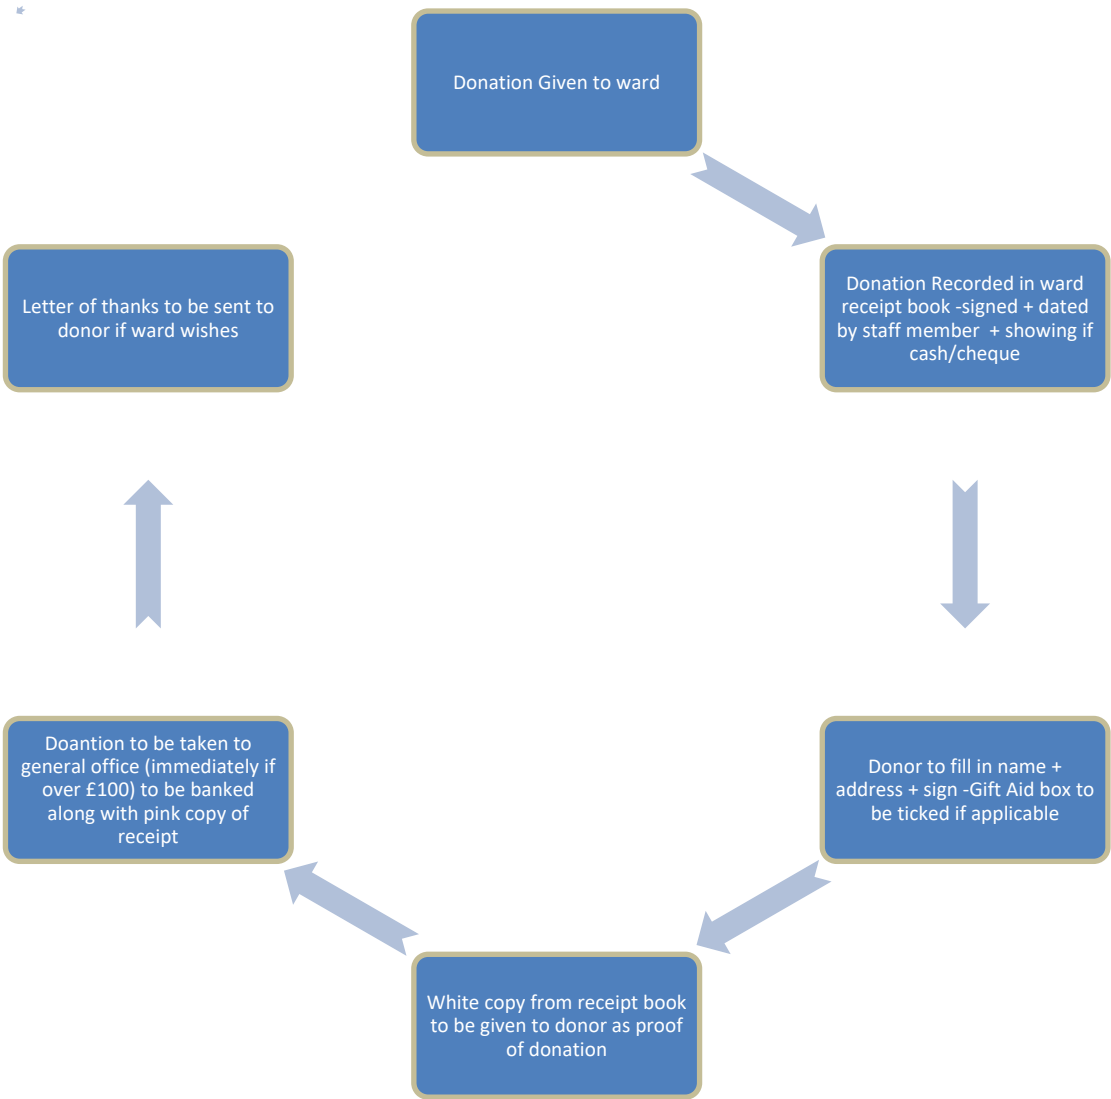 Donation Given to ward
Donation Recorded in ward
receipt book -signed + dated
by staff member + showing if
cash/cheque
Donor to fill in name +
address + sign -Gift Aid box to
be ticked if applicable
White copy from receipt book
to be given to donor as proof
of donation
Doantion to be taken to
general office (immediately if
over £100) to be banked
along with pink copy of
receipt
Letter of thanks to be sent to
donor if ward wishes